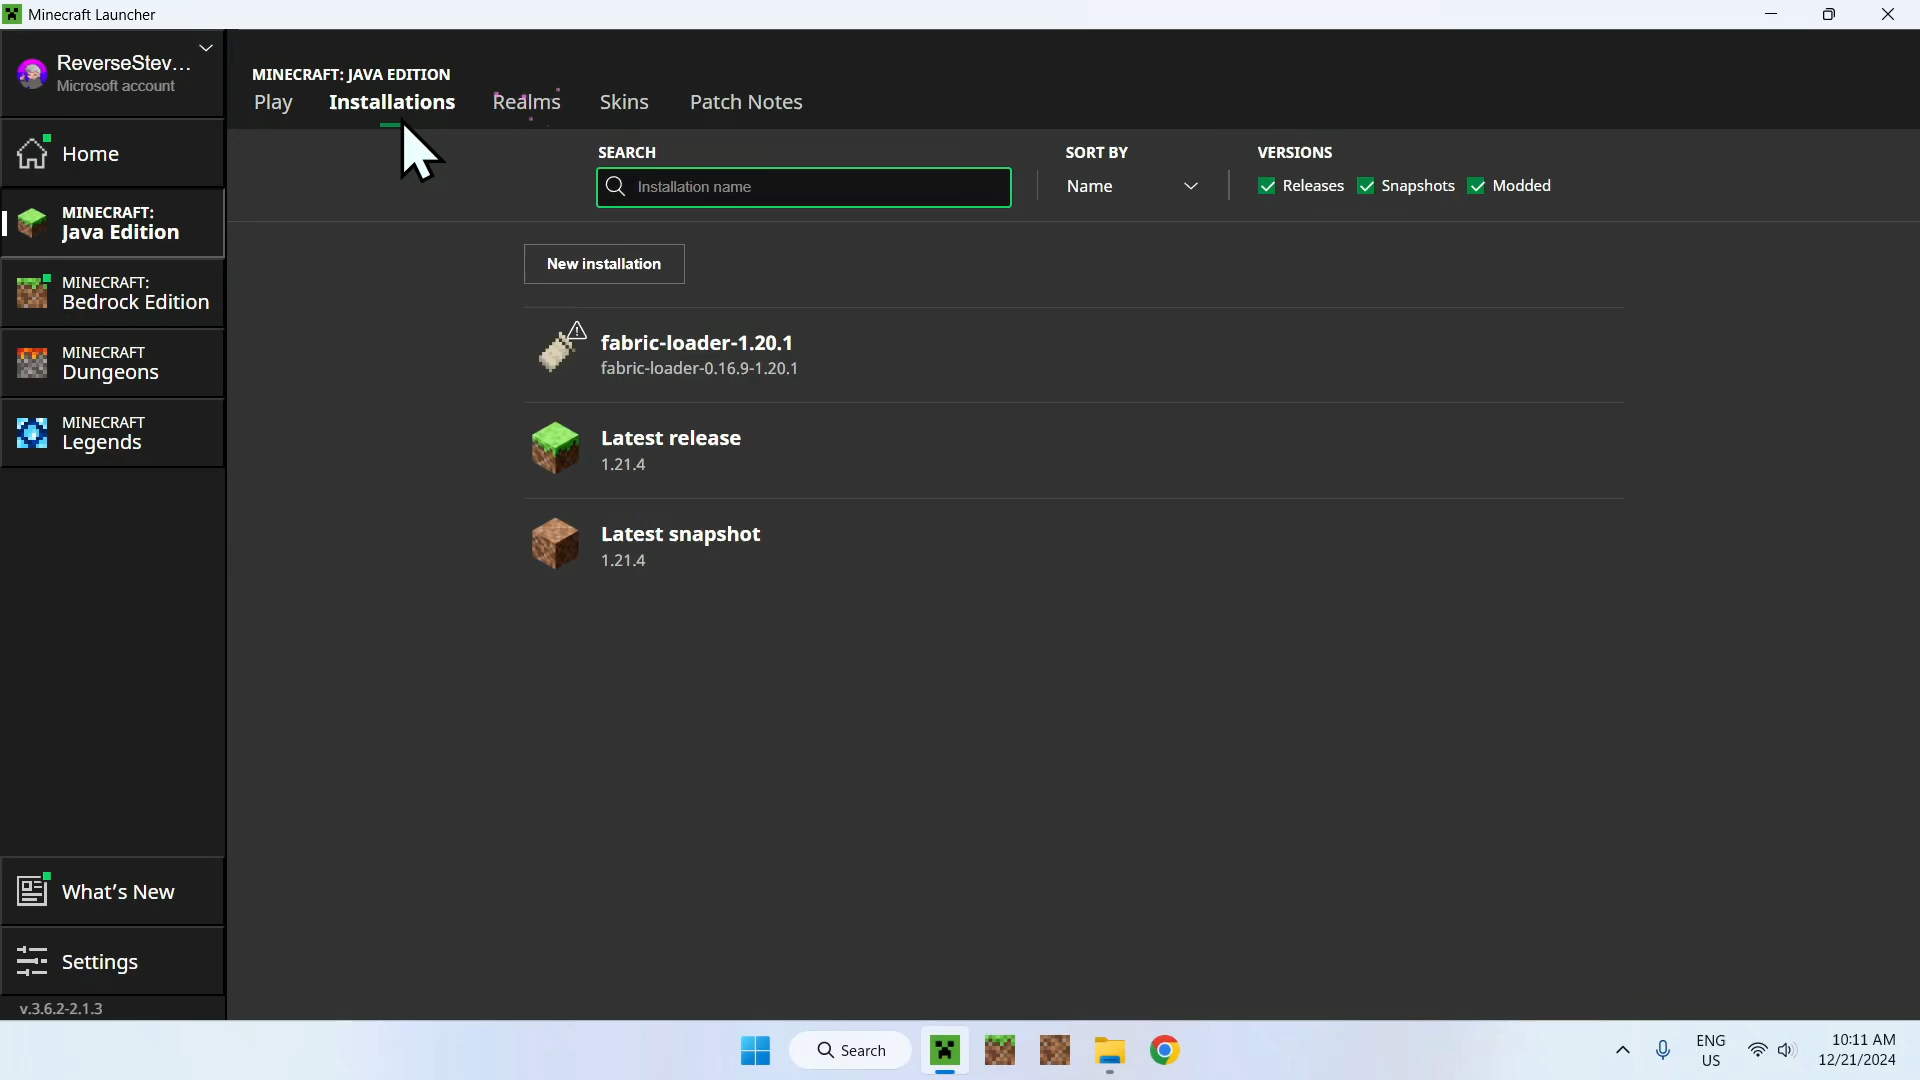 Minecraft Launcher
ReverseStev...
Microsoft account
Home
MINECRAFT:
Java Edition
MINECRAFT:
Bedrock Edition
MINECRAFT
Dungeons
MINECRAFT
Legends
What's New
Settings
v.3.6.2-2.1.3
MINECRAFT: JAVA EDITION
Play Installations Realms Skins Patch Notes
SEARCH SORT BY VERSIONS
Installation name Name Releases Snapshots Modded
New installation
fabric-loader-1.20.1
fabric-loader-0.16.9-1.20.1
Latest release
1.21.4
Latest snapshot
1.21.4
Search
ENG
US
10:11 AM
12/21/2024